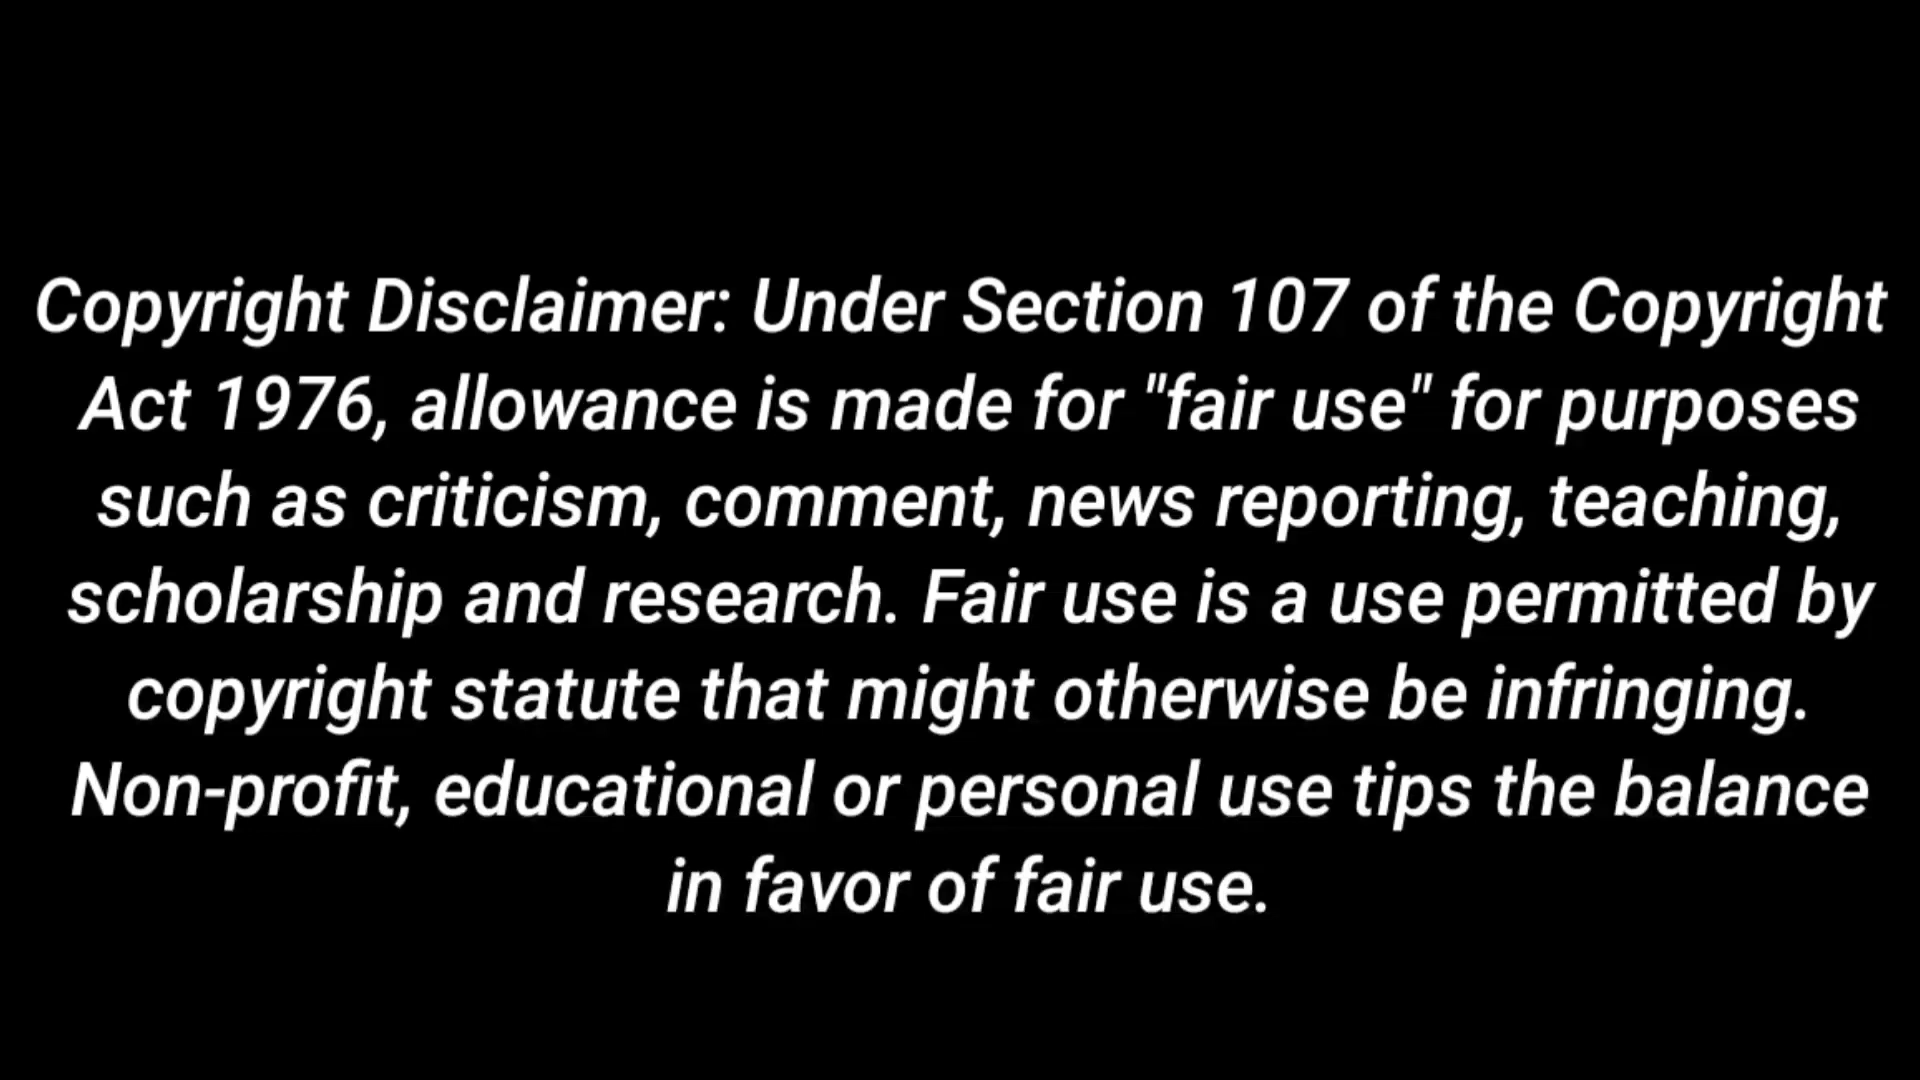 Copyright Disclaimer: Under Section 107 of the Copyright
Act 1976, allowance is made for "fair use" for purposes
such as criticism, comment, news reporting, teaching,
scholarship and research. Fair use is a use permitted by
copyright statute that might otherwise be infringing.
Non-profit, educational or personal use tips the balance
in favor of fair use.